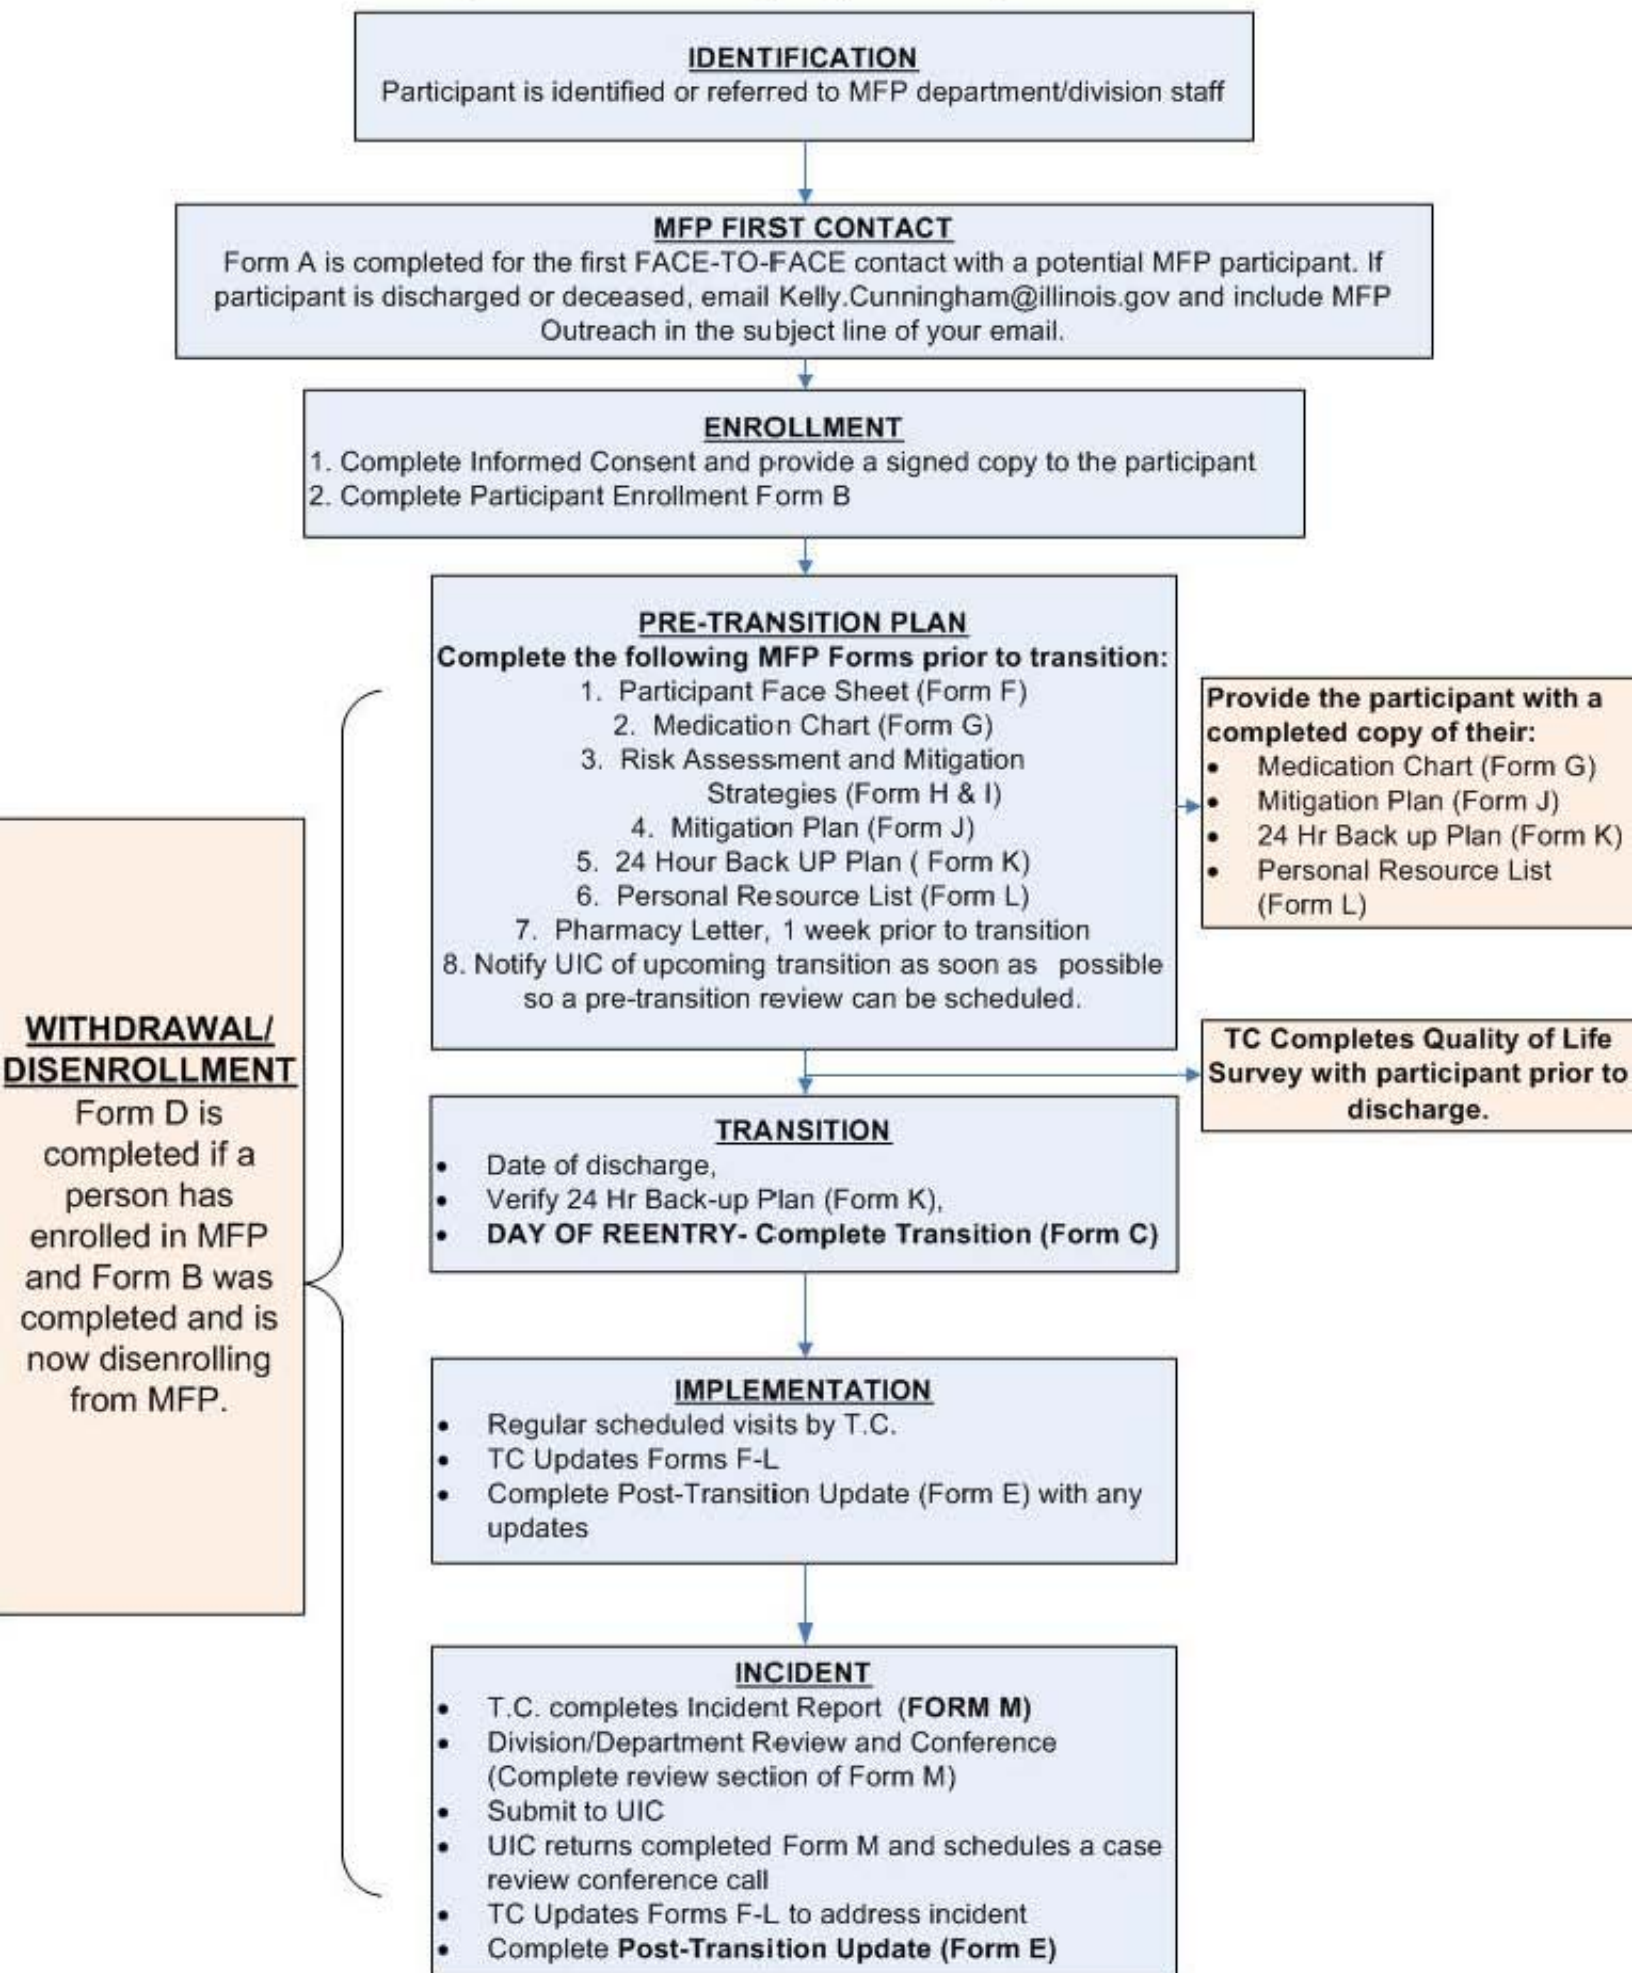 IDENTIFICATION
Participant is identified or referred to MFP department/division staff
MFP FIRST CONTACT
Form A is completed for the first FACE-TO-FACE contact with a potential MFP participant. If
participant is discharged or deceased, email Kelly.Cunningham@illinois.gov and include MFP
Outreach in the subject line of your email.
ENROLLMENT
1. Complete Informed Consent and provide a signed copy to the participant
2. Complete Participant Enrollment Form B
PRE-TRANSITION PLAN
Complete the following MFP Forms prior to transition:
1. Participant Face Sheet (Form F)
2. Medication Chart (Form G)
3. Risk Assessment and Mitigation
Strategies (Form H & I)
4. Mitigation Plan (Form J)
5. 24 Hour Back UP Plan ( Form K)
6. Personal Resource List (Form L)
7. Pharmacy Letter, 1 week prior to transition
8. Notify UIC of upcoming transition as soon as possible
so a pre-transition review can be scheduled.
Provide the participant with a
completed copy of their:
• Medication Chart (Form G)
• Mitigation Plan (Form J)
• 24 Hr Back up Plan (Form K)
• Personal Resource List
(Form L)
WITHDRAWAL/
DISENROLLMENT
Form D is
completed if a
person has
enrolled in MFP
and Form B was
completed and is
now disenrolling
from MFP.
TC Completes Quality of Life
Survey with participant prior to
discharge.
TRANSITION
• Date of discharge,
• Verify 24 Hr Back-up Plan (Form K),
• DAY OF REENTRY- Complete Transition (Form C)
IMPLEMENTATION
• Regular scheduled visits by T.C.
• TC Updates Forms F-L
• Complete Post-Transition Update (Form E) with any
updates
INCIDENT
• T.C. completes Incident Report (FORM M)
• Division/Department Review and Conference
(Complete review section of Form M)
• Submit to UIC
• UIC returns completed Form M and schedules a case
review conference call
• TC Updates Forms F-L to address incident
• Complete Post-Transition Update (Form E)